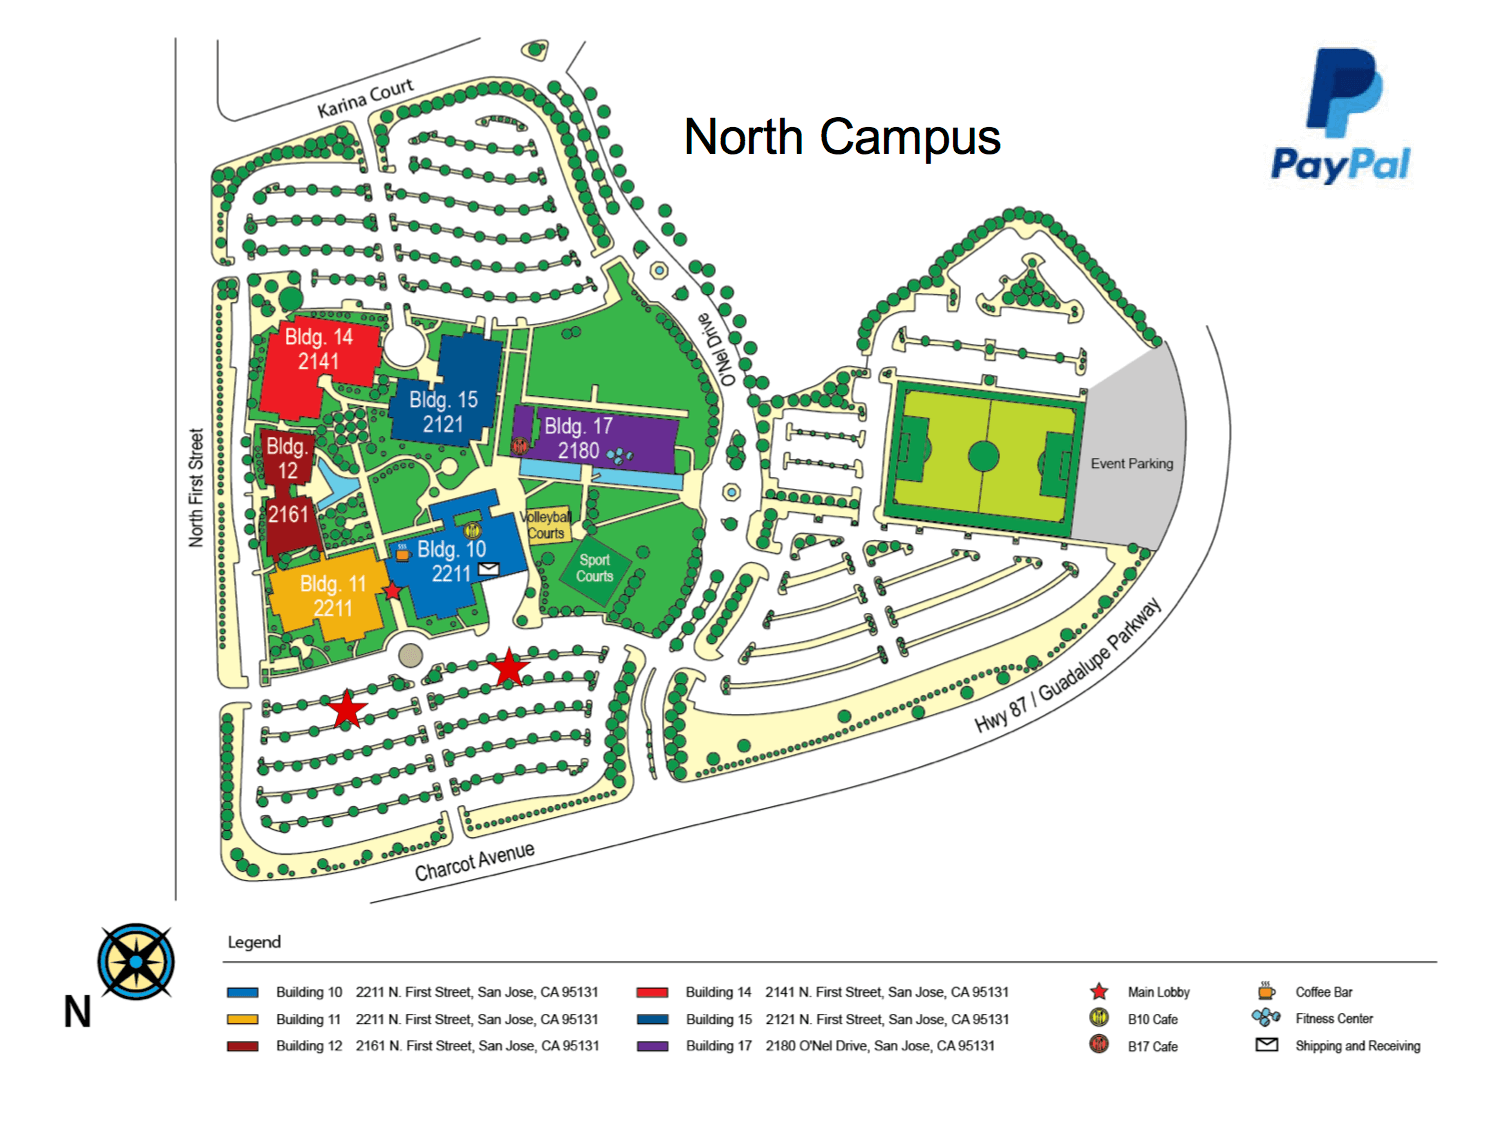 Karina Court
North Campus
PayPal
O'Nel Drive
North First Street
Bldg. 14
2141
Bldg. 15
2121
Bldg. 17
2180
Bldg.
12
2161
Event Parking
Volleyball
Courts
Bldg. 10
2211
Sport
Courts
Bldg. 11
2211
Hwy 87 / Guadalupe Parkway
Charcot Avenue
N
Legend
Building 10 2211 N. First Street, San Jose, CA 95131
Building 11 2211 N. First Street, San Jose, CA 95131
Building 12 2161 N. First Street, San Jose, CA 95131
Building 14 2141 N. First Street, San Jose, CA 95131
Building 15 2121 N. First Street, San Jose, CA 95131
Building 17 2180 O'Nel Drive, San Jose, CA 95131
Main Lobby
B10 Cafe
B17 Cafe
Coffee Bar
Fitness Center
Shipping and Receiving